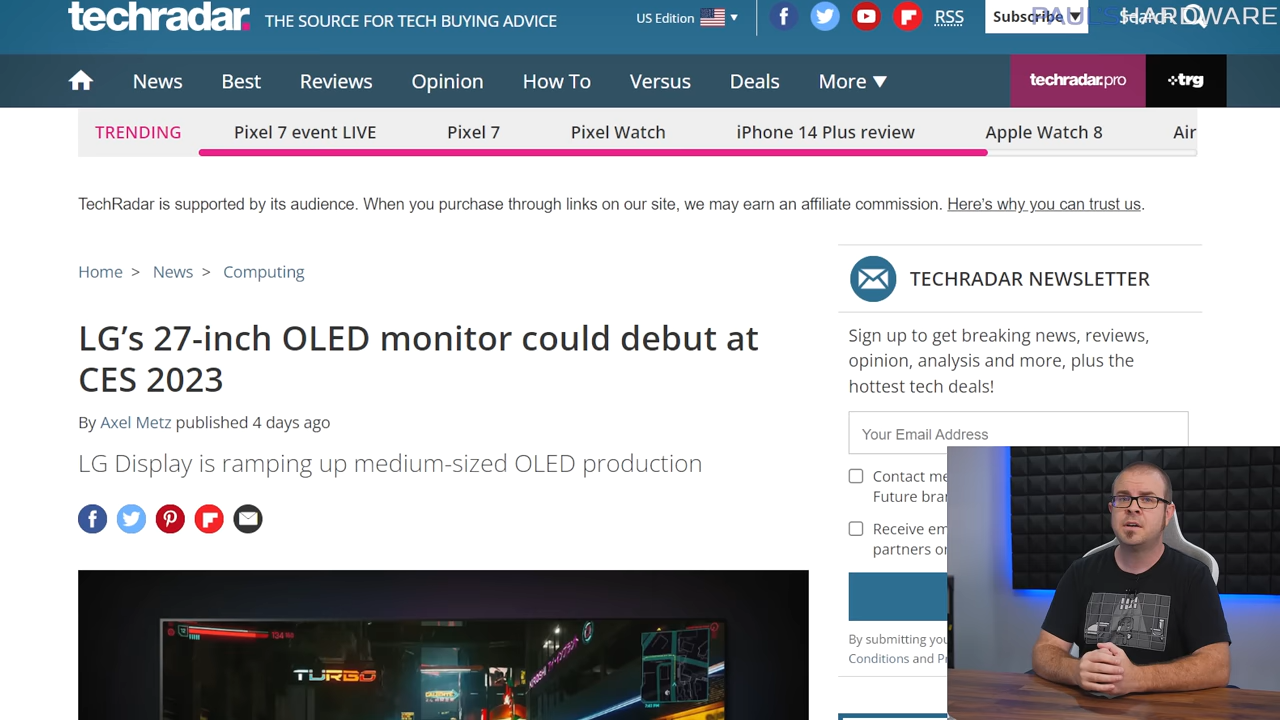 techradar.
THE SOURCE FOR TECH BUYING ADVICE
US Edition
RSS
Subscribe
Search
PAUL'S HARDWARE
News
Best
Reviews
Opinion
How To
Versus
Deals
More
techradar.pro
trg
TRENDING
Pixel 7 event LIVE
Pixel 7
Pixel Watch
iPhone 14 Plus review
Apple Watch 8
Air
TechRadar is supported by its audience. When you purchase through links on our site, we may earn an affiliate commission. Here's why you can trust us.
Home > News > Computing
LG's 27-inch OLED monitor could debut at
CES 2023
By Axel Metz published 4 days ago
LG Display is ramping up medium-sized OLED production
TECHRADAR NEWSLETTER
Sign up to get breaking news, reviews,
opinion, analysis and more, plus the
hottest tech deals!
Your Email Address
Contact me
Future bran
Receive em
partners or
By submitting you
Conditions and Pr
134
TURBO